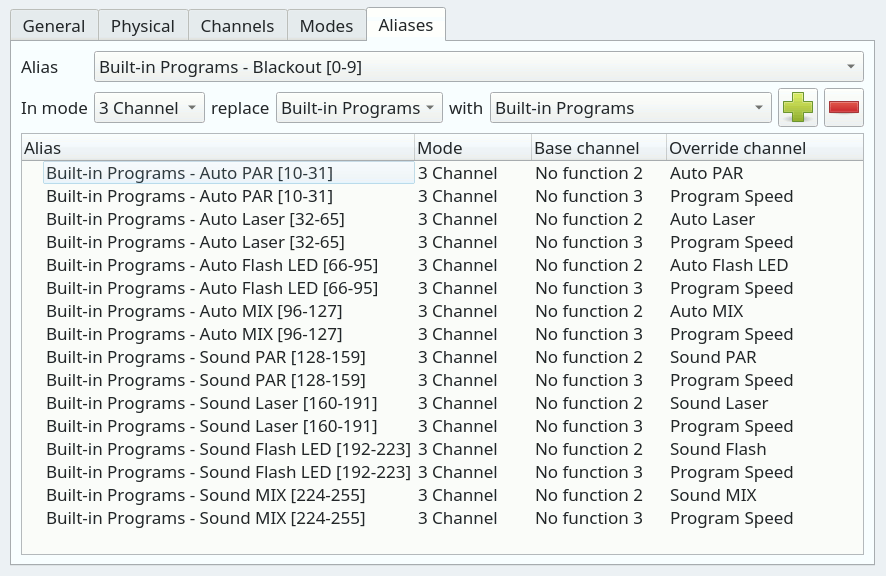 General Physical Channels Modes Aliases
Alias Built-in Programs - Blackout [0-9]
In mode 3 Channel replace Built-in Programs with Built-in Programs
Alias Mode Base channel Override channel
Built-in Programs - Auto PAR [10-31] 3 Channel No function 2 Auto PAR
Built-in Programs - Auto PAR [10-31] 3 Channel No function 3 Program Speed
Built-in Programs - Auto Laser [32-65] 3 Channel No function 2 Auto Laser
Built-in Programs - Auto Laser [32-65] 3 Channel No function 3 Program Speed
Built-in Programs - Auto Flash LED [66-95] 3 Channel No function 2 Auto Flash LED
Built-in Programs - Auto Flash LED [66-95] 3 Channel No function 3 Program Speed
Built-in Programs - Auto MIX [96-127] 3 Channel No function 2 Auto MIX
Built-in Programs - Auto MIX [96-127] 3 Channel No function 3 Program Speed
Built-in Programs - Sound PAR [128-159] 3 Channel No function 2 Sound PAR
Built-in Programs - Sound PAR [128-159] 3 Channel No function 3 Program Speed
Built-in Programs - Sound Laser [160-191] 3 Channel No function 2 Sound Laser
Built-in Programs - Sound Laser [160-191] 3 Channel No function 3 Program Speed
Built-in Programs - Sound Flash LED [192-223] 3 Channel No function 2 Sound Flash
Built-in Programs - Sound Flash LED [192-223] 3 Channel No function 3 Program Speed
Built-in Programs - Sound MIX [224-255] 3 Channel No function 2 Sound MIX
Built-in Programs - Sound MIX [224-255] 3 Channel No function 3 Program Speed